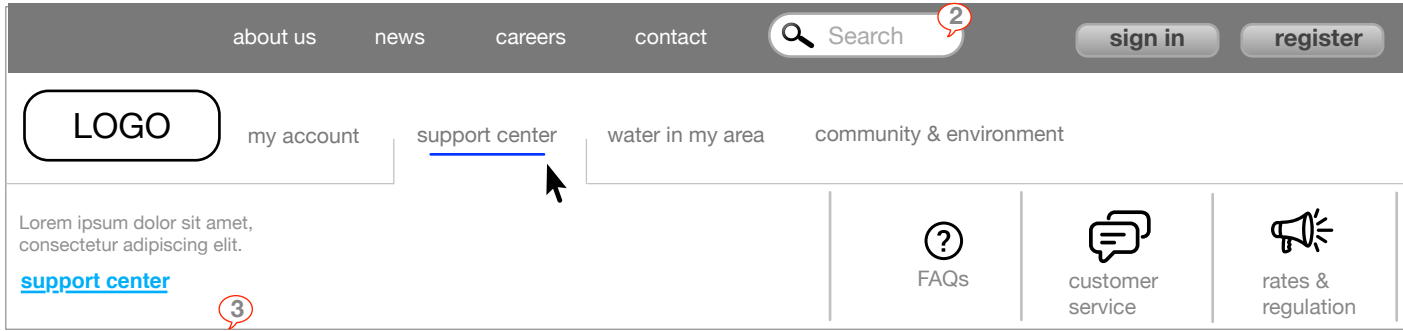 about us news careers contact Search 2 sign in register
LOGO my account support center water in my area community & environment
Lorem ipsum dolor sit amet,
consectetur adipiscing elit.
support center
3
FAQs
customer
service
rates &
regulation